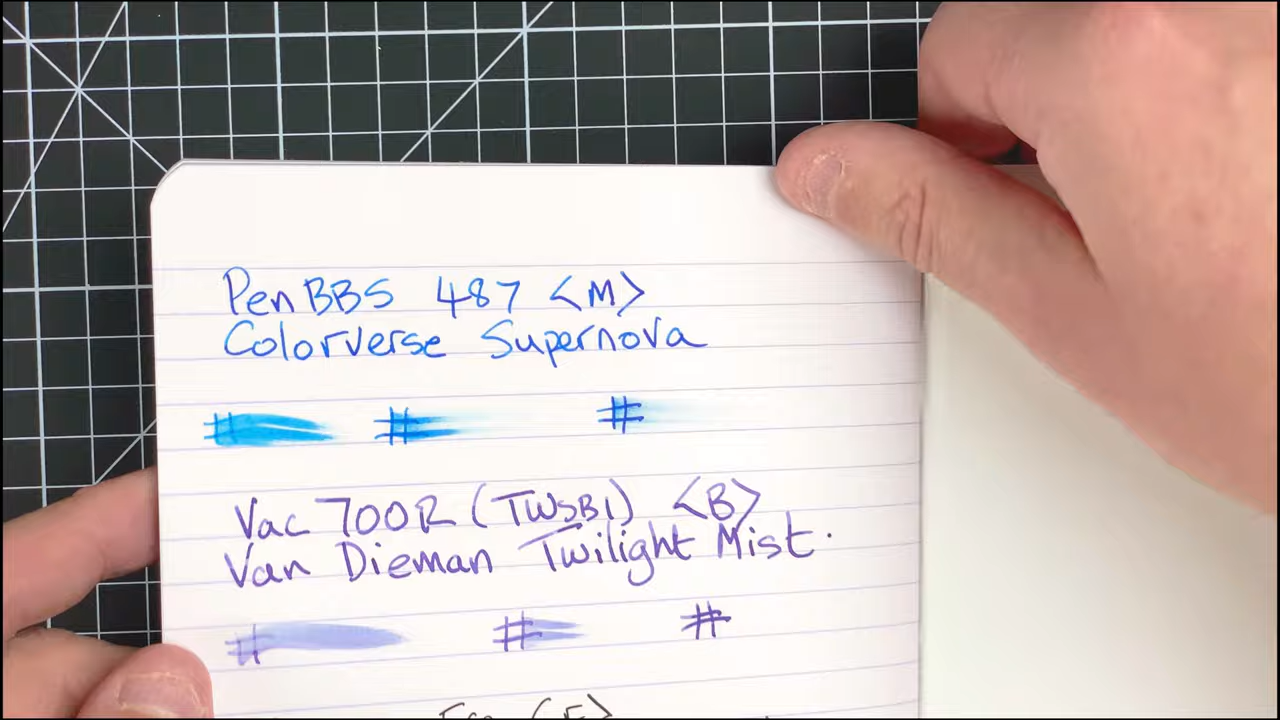 PenBBS 487 <M>
Colorverse Supernova
# # #
Vac 700R (TWSBI) <B>
Van Dieman Twilight Mist.
# # #